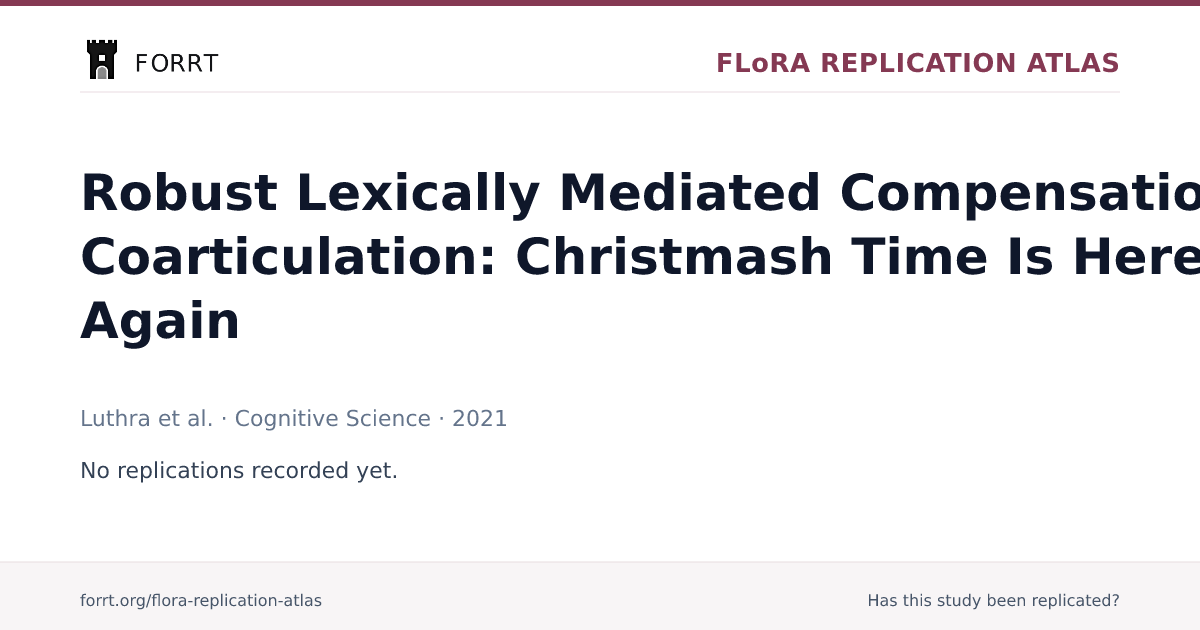 FORRT
FLoRA REPLICATION ATLAS
Robust Lexically Mediated Compensatio
Coarticulation: Christmash Time Is Here
Again
Luthra et al. · Cognitive Science · 2021
No replications recorded yet.
forrt.org/flora-replication-atlas
Has this study been replicated?